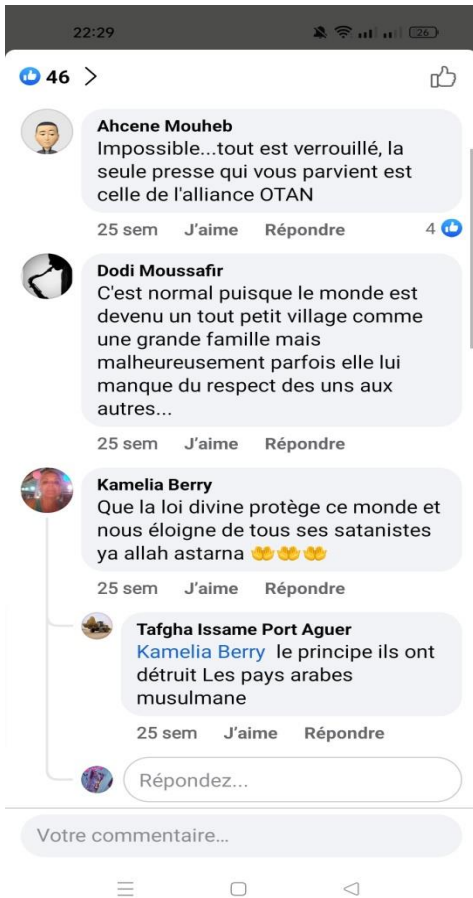 22:29
26
46 >
Ahcene Mouheb
Impossible...tout est verrouillé, la
seule presse qui vous parvient est
celle de l'alliance OTAN
25 sem J'aime Répondre 4
Dodi Moussafir
C'est normal puisque le monde est
devenu un tout petit village comme
une grande famille mais
malheureusement parfois elle lui
manque du respect des uns aux
autres...
25 sem J'aime Répondre
Kamelia Berry
Que la loi divine protège ce monde et
nous éloigne de tous ses satanistes
ya allah astarna 🤲🤲🤲
25 sem J'aime Répondre
Tafgha Issame Port Aguer
Kamelia Berry le principe ils ont
détruit Les pays arabes
musulmane
25 sem J'aime Répondre
Répondez...
Votre commentaire...